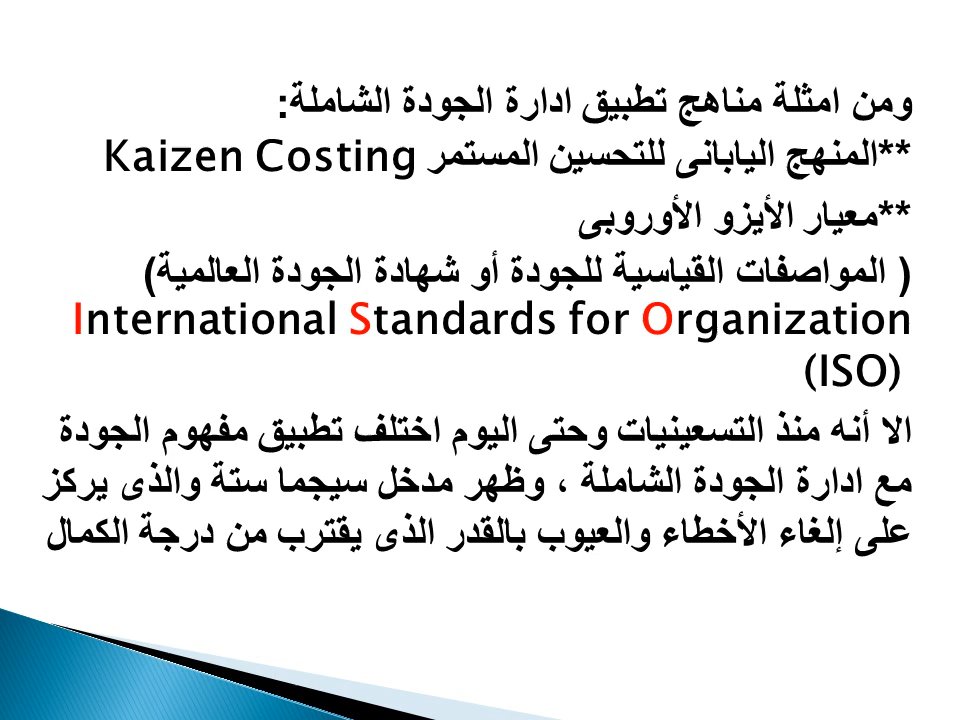 ومن امثلة مناهج تطبيق ادارة الجودة الشاملة:
**المنهج اليابانى للتحسين المستمر Kaizen Costing
**معيار الأيزو الأوروبى
( المواصفات القياسية للجودة أو شهادة الجودة العالمية)
International Standards for Organization
(ISO)
الا أنه منذ التسعينيات وحتى اليوم اختلف تطبيق مفهوم الجودة
مع ادارة الجودة الشاملة ، وظهر مدخل سيجما ستة والذى يركز
على إلغاء الأخطاء والعيوب بالقدر الذى يقترب من درجة الكمال